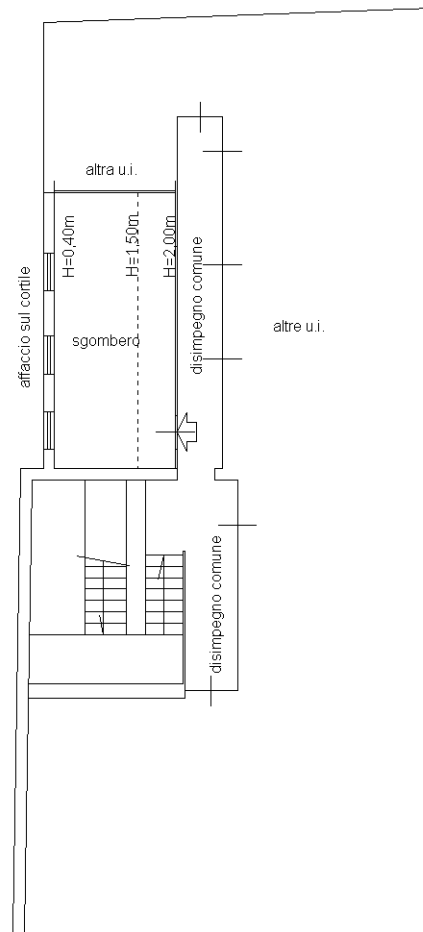 altra u.i.
H=0,40m
H=1,50m
H=2,00m
disimpegno comune
affaccio sul cortile
altre u.i.
sgombero
disimpegno comune